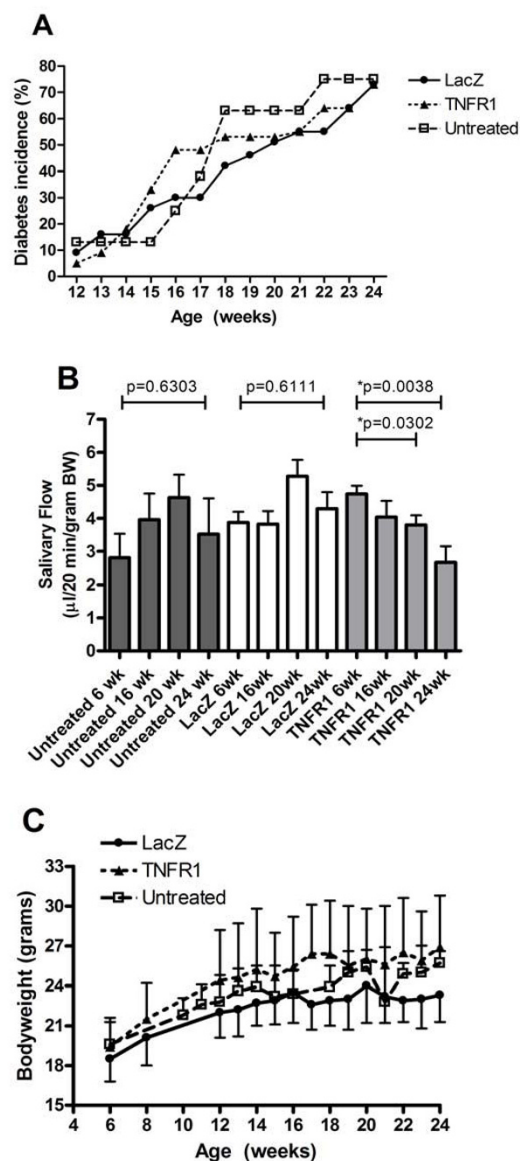 A
Diabetes incidence (%)
80
70
60
50
40
30
20
10
0
12 13 14 15 16 17 18 19 20 21 22 23 24
Age (weeks)
LacZ
TNFR1
Untreated
B
p=0.6303
p=0.6111
*p=0.0038
*p=0.0302
Salivary Flow
(µl/20 min/gram BW)
7
6
5
4
3
2
1
0
Untreated 6 wk
Untreated 16 wk
Untreated 20 wk
Untreated 24 wk
LacZ 6wk
LacZ 16wk
LacZ 20wk
LacZ 24wk
TNFR1 6wk
TNFR1 16wk
TNFR1 20wk
TNFR1 24wk
C
LacZ
TNFR1
Untreated
Bodyweight (grams)
33
30
27
24
21
18
15
4 6 8 10 12 14 16 18 20 22 24
Age (weeks)